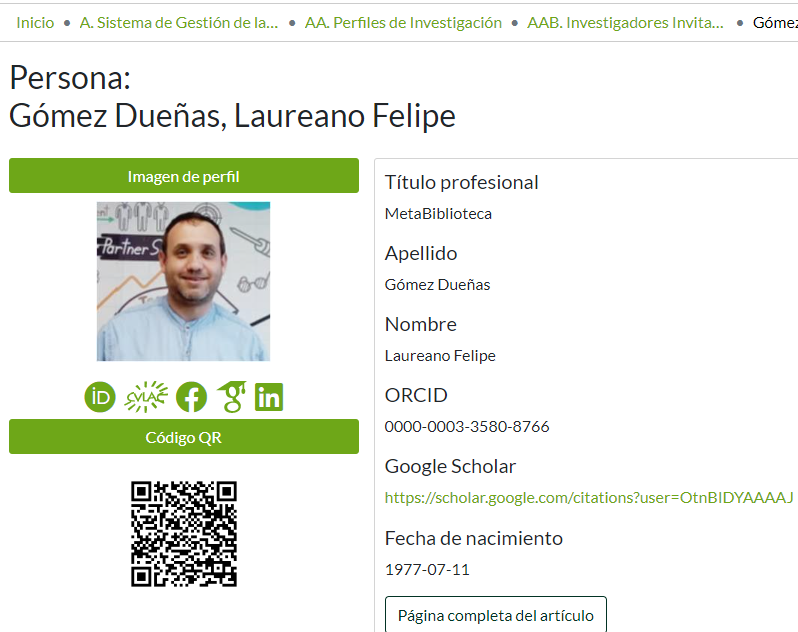 Inicio • A. Sistema de Gestión de la... • AA. Perfiles de Investigación • AAB. Investigadores Invita... • Gómez
Persona:
Gómez Dueñas, Laureano Felipe
Imagen de perfil
Partner S
iD CVLAC f g in
Código QR
Título profesional
MetaBiblioteca
Apellido
Gómez Dueñas
Nombre
Laureano Felipe
ORCID
0000-0003-3580-8766
Google Scholar
https://scholar.google.com/citations?user=OtnBIDYAAAAJ
Fecha de nacimiento
1977-07-11
Página completa del artículo